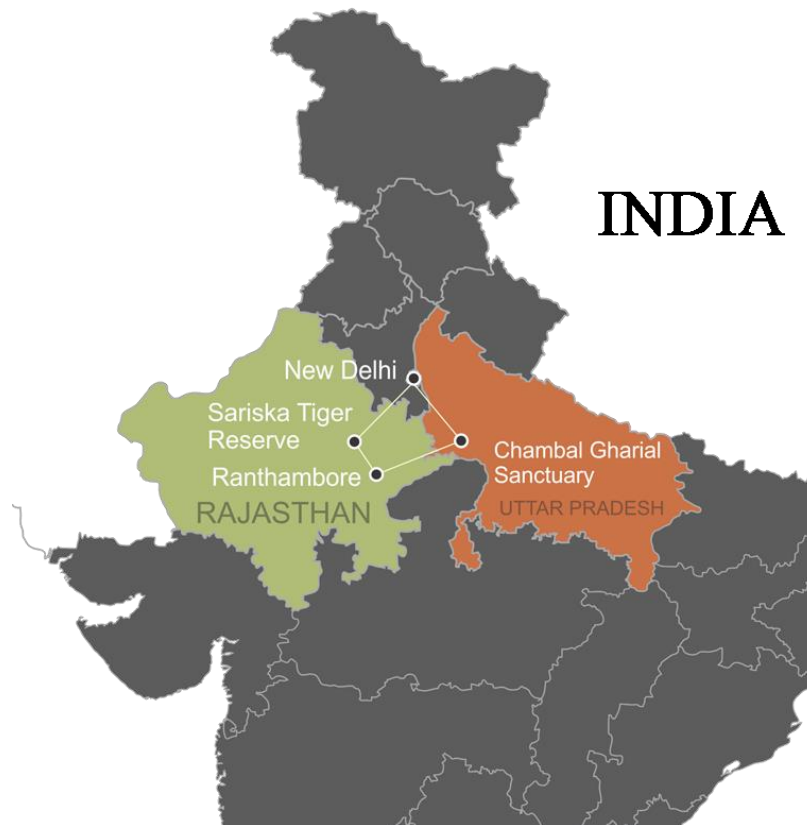 INDIA
New Delhi
Sariska Tiger
Reserve
Chambal Gharial
Sanctuary
Ranthambore
RAJASTHAN
UTTAR PRADESH